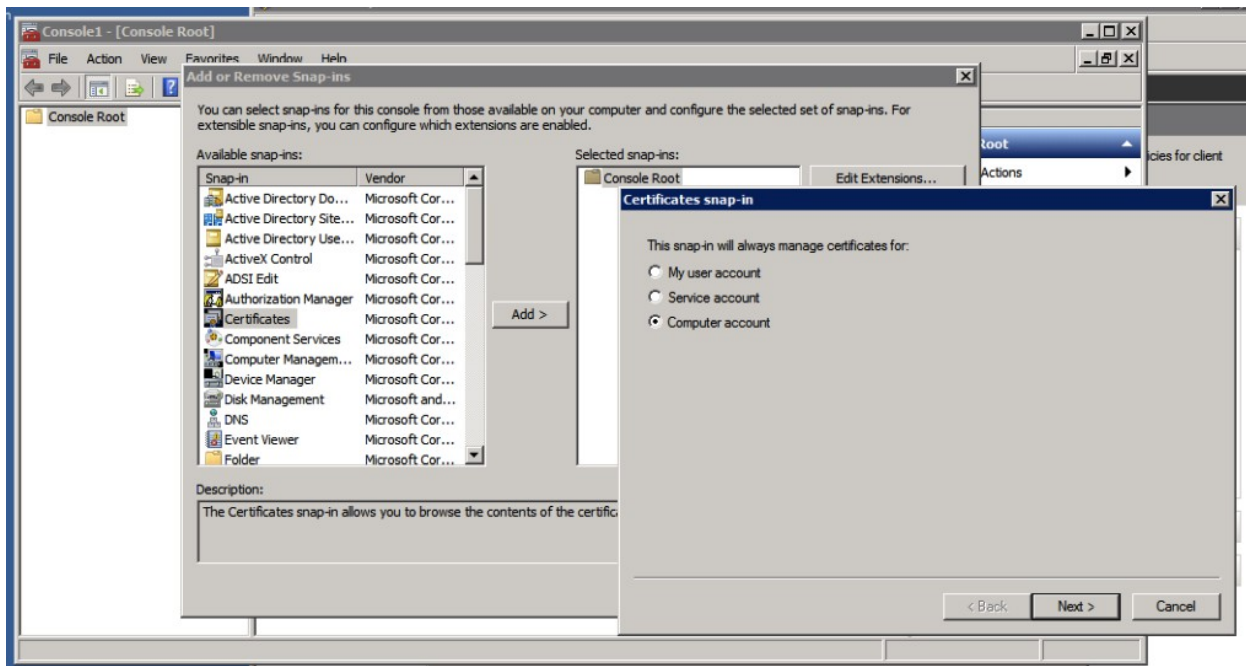 Console1 - [Console Root]
File Action View Favorites Window Help
Add or Remove Snap-ins
You can select snap-ins for this console from those available on your computer and configure the selected set of snap-ins. For
extensible snap-ins, you can configure which extensions are enabled.
Console Root
Available snap-ins:
Snap-in Vendor
Active Directory Do... Microsoft Cor...
Active Directory Site... Microsoft Cor...
Active Directory Use... Microsoft Cor...
ActiveX Control Microsoft Cor...
ADSI Edit Microsoft Cor...
Authorization Manager Microsoft Cor...
Certificates Microsoft Cor...
Component Services Microsoft Cor...
Computer Managem... Microsoft Cor...
Device Manager Microsoft Cor...
Disk Management Microsoft and...
DNS Microsoft Cor...
Event Viewer Microsoft Cor...
Folder Microsoft Cor...
Add >
Selected snap-ins:
Console Root
Edit Extensions...
Description:
The Certificates snap-in allows you to browse the contents of the certific
Root
Actions
icies for client
Certificates snap-in
This snap-in will always manage certificates for:
My user account
Service account
Computer account
< Back Next > Cancel